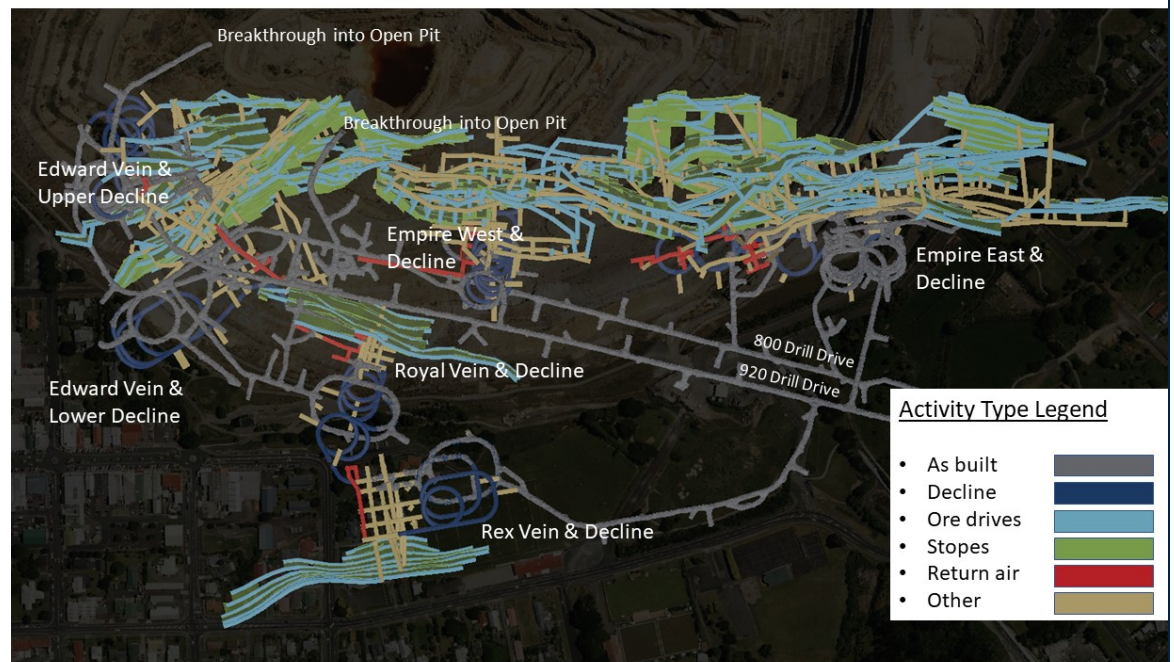 Breakthrough into Open Pit
Breakthrough into Open Pit
Edward Vein &
Upper Decline
Empire West &
Decline
Empire East &
Decline
800 Drill Drive
920 Drill Drive
Royal Vein & Decline
Edward Vein &
Lower Decline
Rex Vein & Decline
Activity Type Legend
• As built
• Decline
• Ore drives
• Stopes
• Return air
• Other